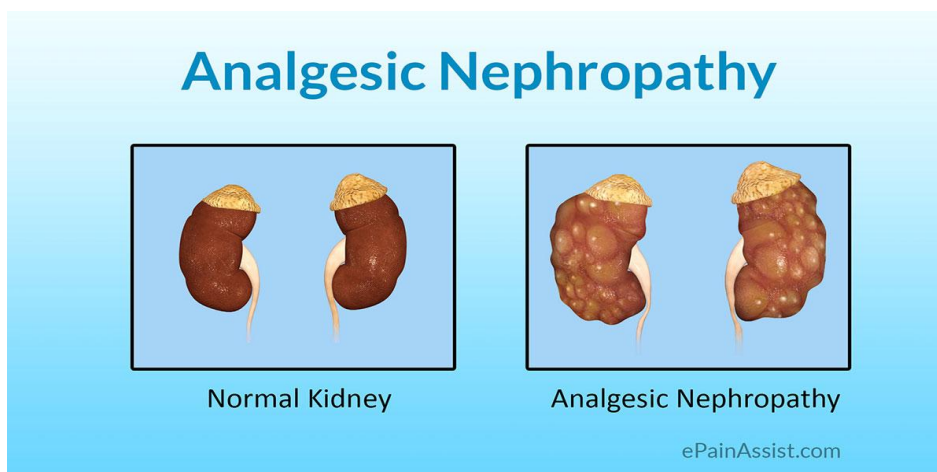 Analgesic Nephropathy
Normal Kidney
Analgesic Nephropathy
ePainAssist.com